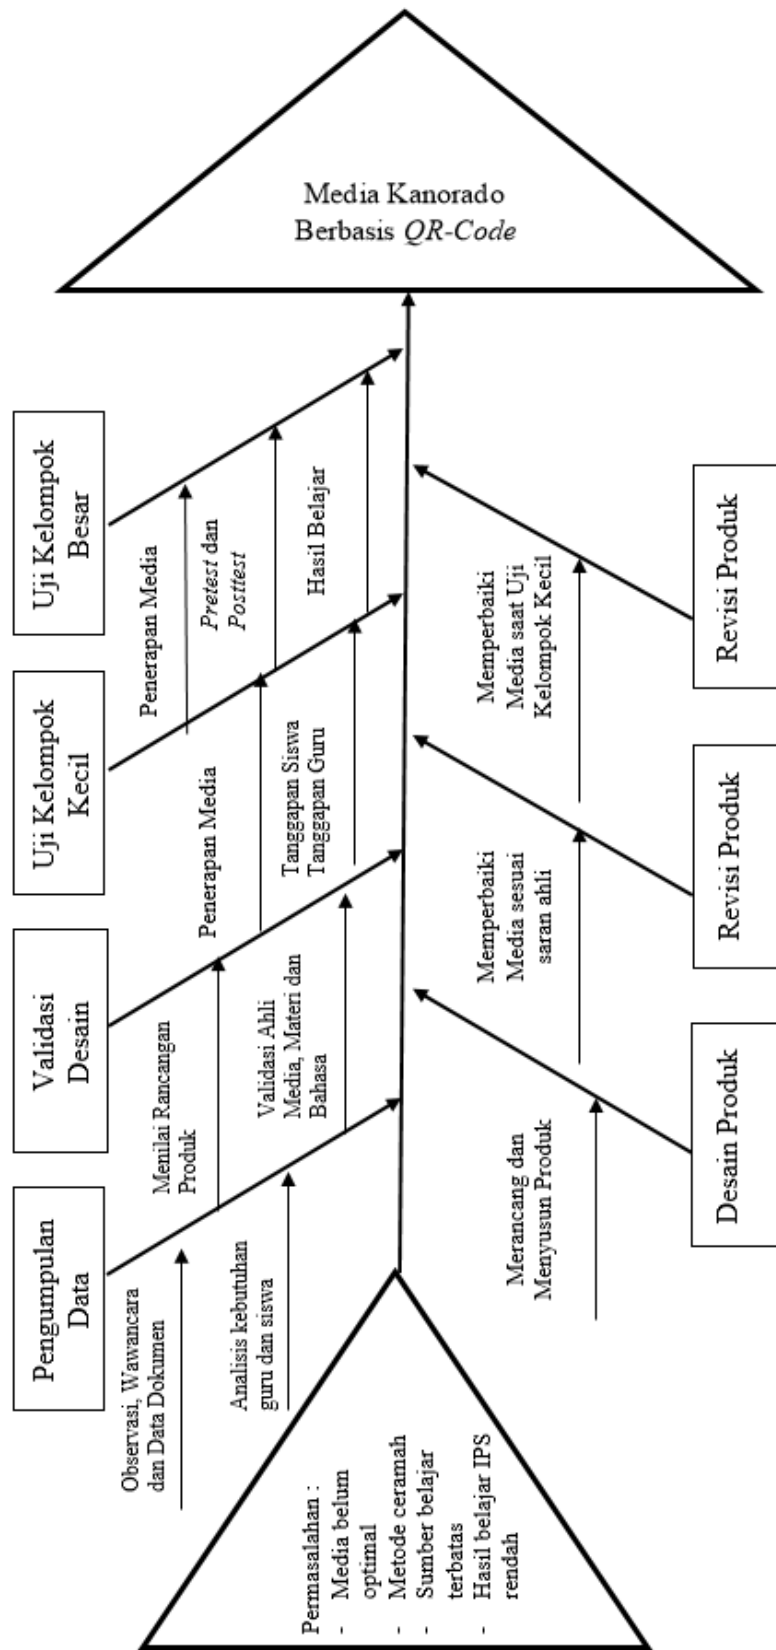 Media Kanorado
Berbasis QR-Code
Pengumpulan
Data
Validasi
Desain
Uji Kelompok
Kecil
Uji Kelompok
Besar
Observasi, Wawancara
dan Data Dokumen
Analisis kebutuhan
guru dan siswa
Menilai Rancangan
Produk
Validasi Ahli
Media, Materi dan
Bahasa
Penerapan Media
Tanggapan Siswa
Tanggapan Guru
Penerapan Media
Pretest dan
Posttest
Hasil Belajar
Permasalahan :
- Media belum
optimal
- Metode ceramah
- Sumber belajar
terbatas
- Hasil belajar IPS
rendah
Merancang dan
Menyusun Produk
Memperbaiki
Media sesuai
saran ahli
Memperbaiki
Media saat Uji
Kelompok Kecil
Desain Produk
Revisi Produk
Revisi Produk